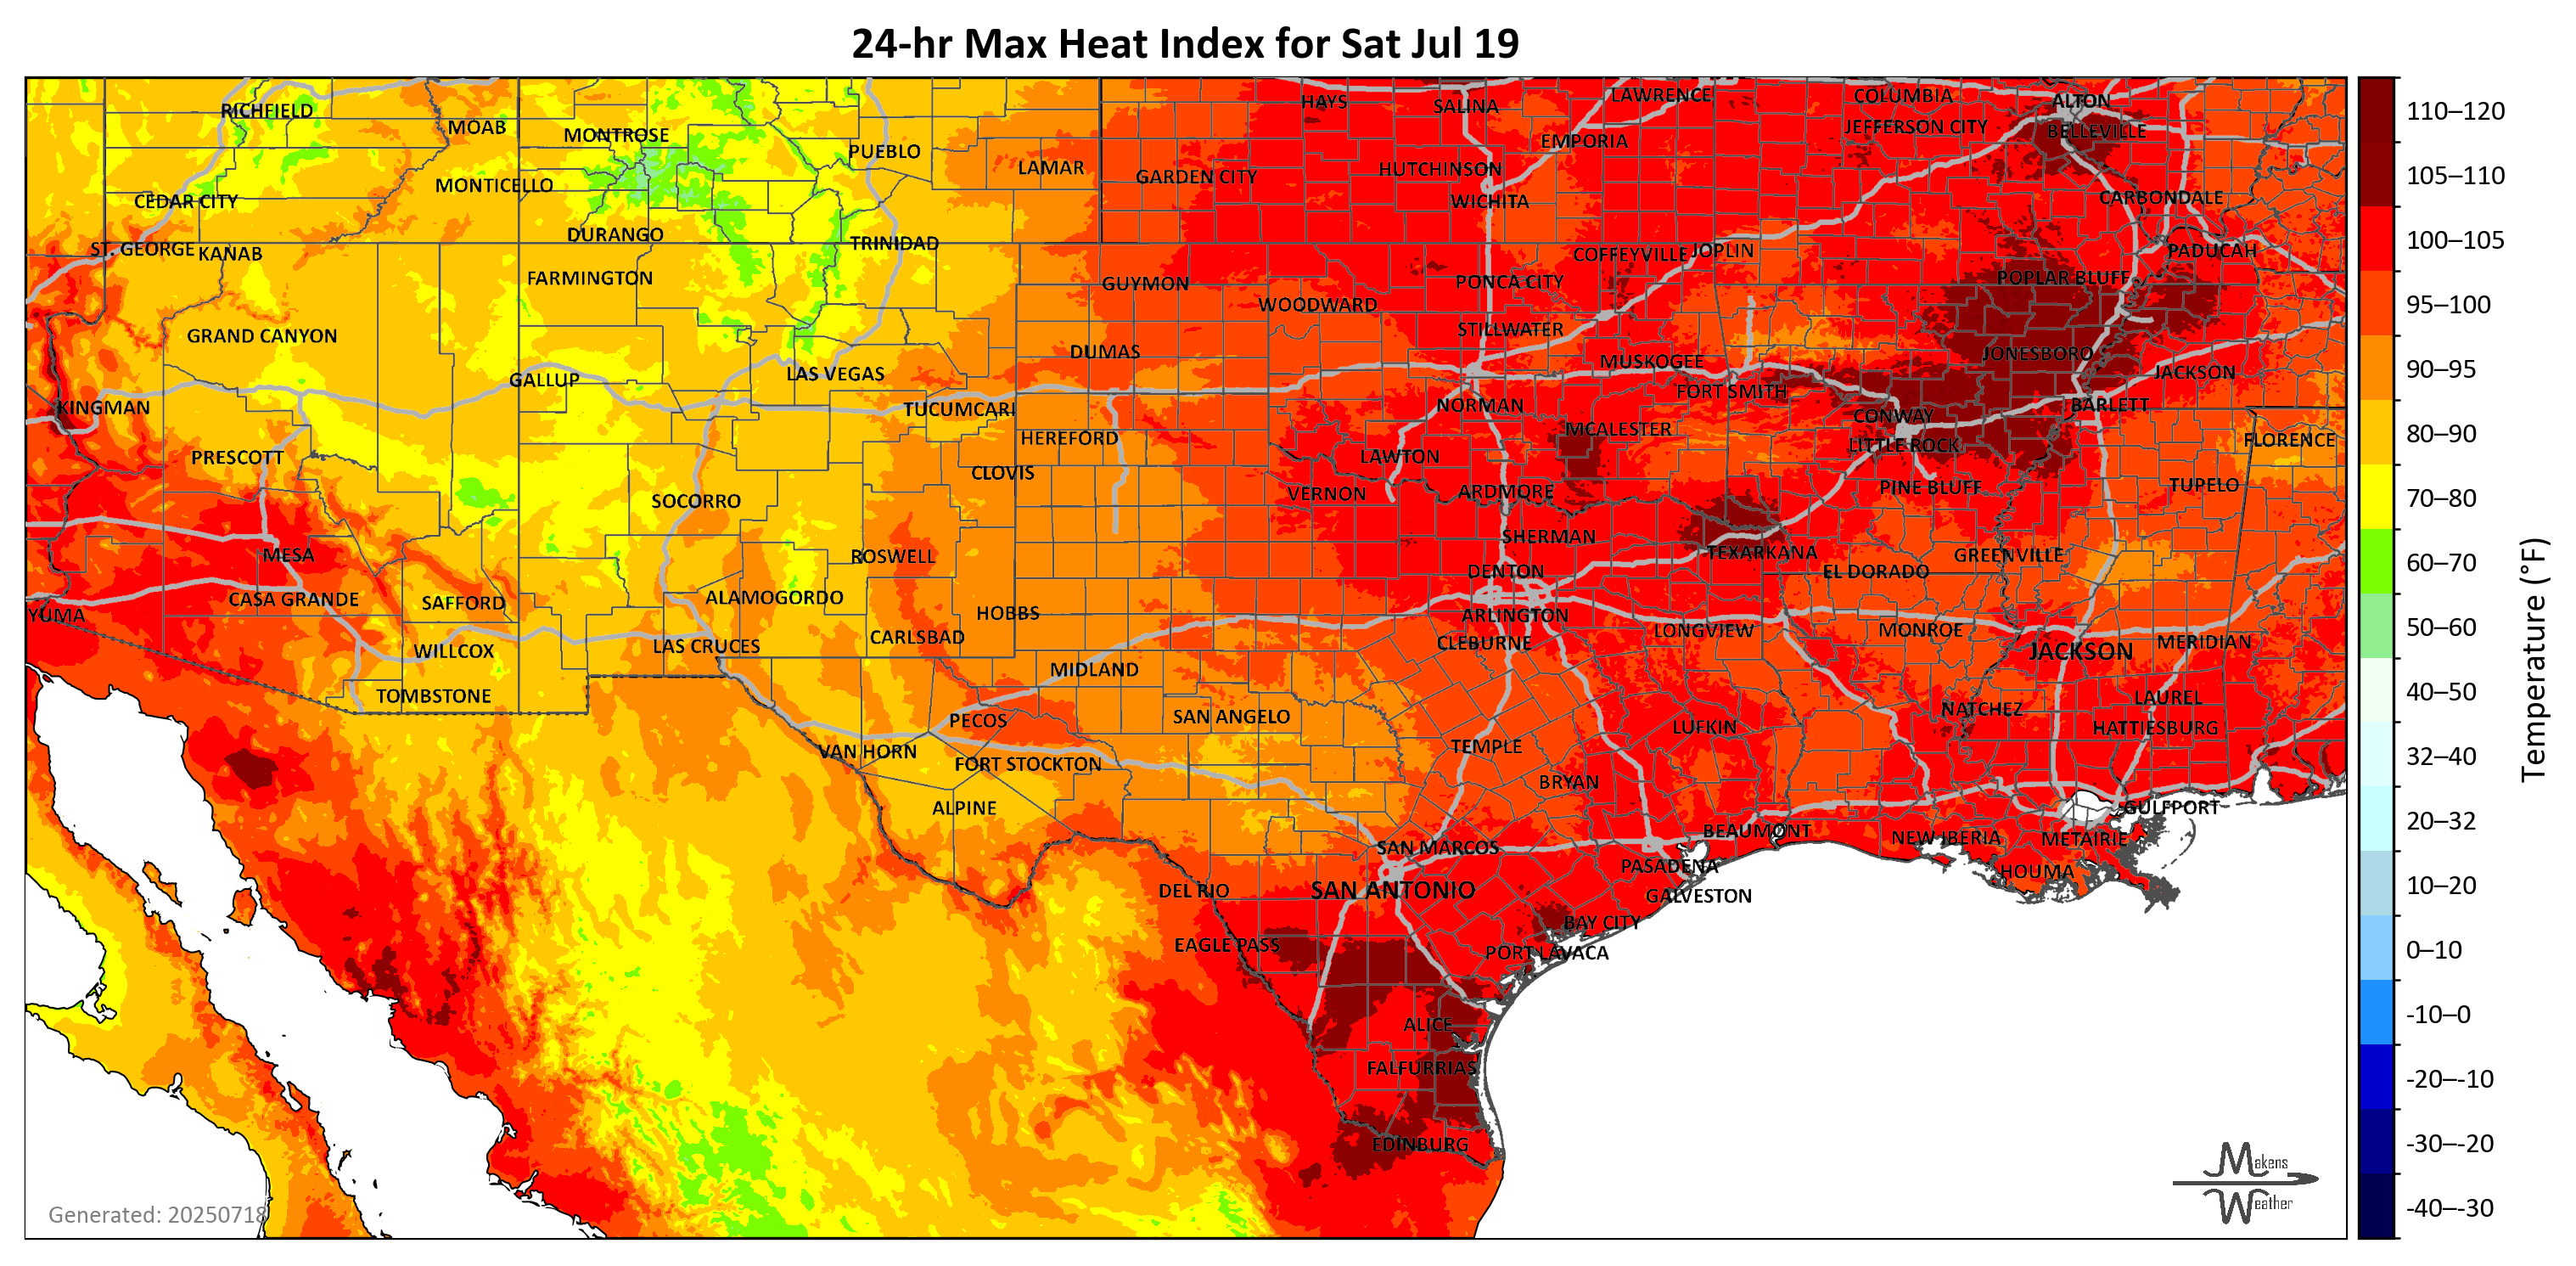 24-hr Max Heat Index for Sat Jul 19
RICHFIELD
MOAB
MONTROSE
PUEBLO
LAMAR
GARDEN CITY
HAYS
SALINA
LAWRENCE
EMPORIA
HUTCHINSON
WICHITA
COLUMBIA
JEFFERSON CITY
ALTON
BELLEVILLE
CARBONDALE
CEDAR CITY
MONTICELLO
ST. GEORGE
KANAB
DURANGO
TRINIDAD
FARMINGTON
GUYMON
WOODWARD
PONCA CITY
COFFEYVILLE
JOPLIN
POPLAR BLUFF
PADUCAH
GRAND CANYON
DUMAS
STILLWATER
MUSKOGEE
JONESBORO
JACKSON
GALLUP
LAS VEGAS
FORT SMITH
KINGMAN
TUCUMCARI
NORMAN
CONWAY
BARLETT
HEREFORD
MCALESTER
LITTLE ROCK
FLORENCE
PRESCOTT
CLOVIS
LAWTON
SOCORRO
VERNON
ARDMORE
PINE BLUFF
TUPELO
MESA
ROSWELL
SHERMAN
TEXARKANA
GREENVILLE
DENTON
EL DORADO
YUMA
CASA GRANDE
SAFFORD
ALAMOGORDO
HOBBS
ARLINGTON
WILLCOX
LAS CRUCES
CARLSBAD
CLEBURNE
LONGVIEW
MONROE
JACKSON
MERIDIAN
TOMBSTONE
MIDLAND
PECOS
SAN ANGELO
LUFKIN
NATCHEZ
LAUREL
HATTIESBURG
VAN HORN
FORT STOCKTON
TEMPLE
BRYAN
ALPINE
GULFPORT
SAN MARCOS
BEAUMONT
NEW IBERIA
METAIRIE
DEL RIO
SAN ANTONIO
PASADENA
GALVESTON
HOUMA
EAGLE PASS
BAY CITY
PORT LAVACA
ALICE
FALFURRIAS
EDINBURG
110–120
105–110
100–105
95–100
90–95
80–90
70–80
60–70
50–60
40–50
32–40
20–32
10–20
0–10
-10–0
-20–-10
-30–-20
-40–-30
Temperature (°F)
Generated: 20250718
Makens
Weather